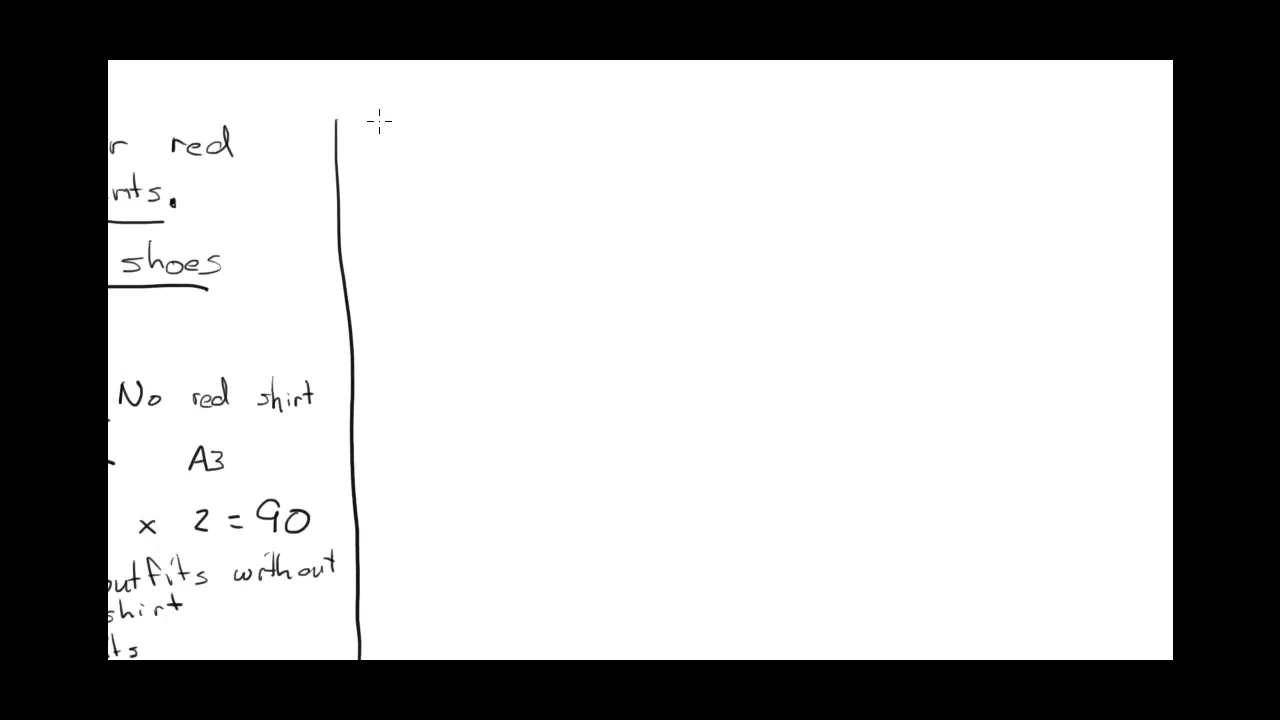 r red
nts.
shoes
No red shirt
A3
x 2 = 90
outfits without
shirt
ts